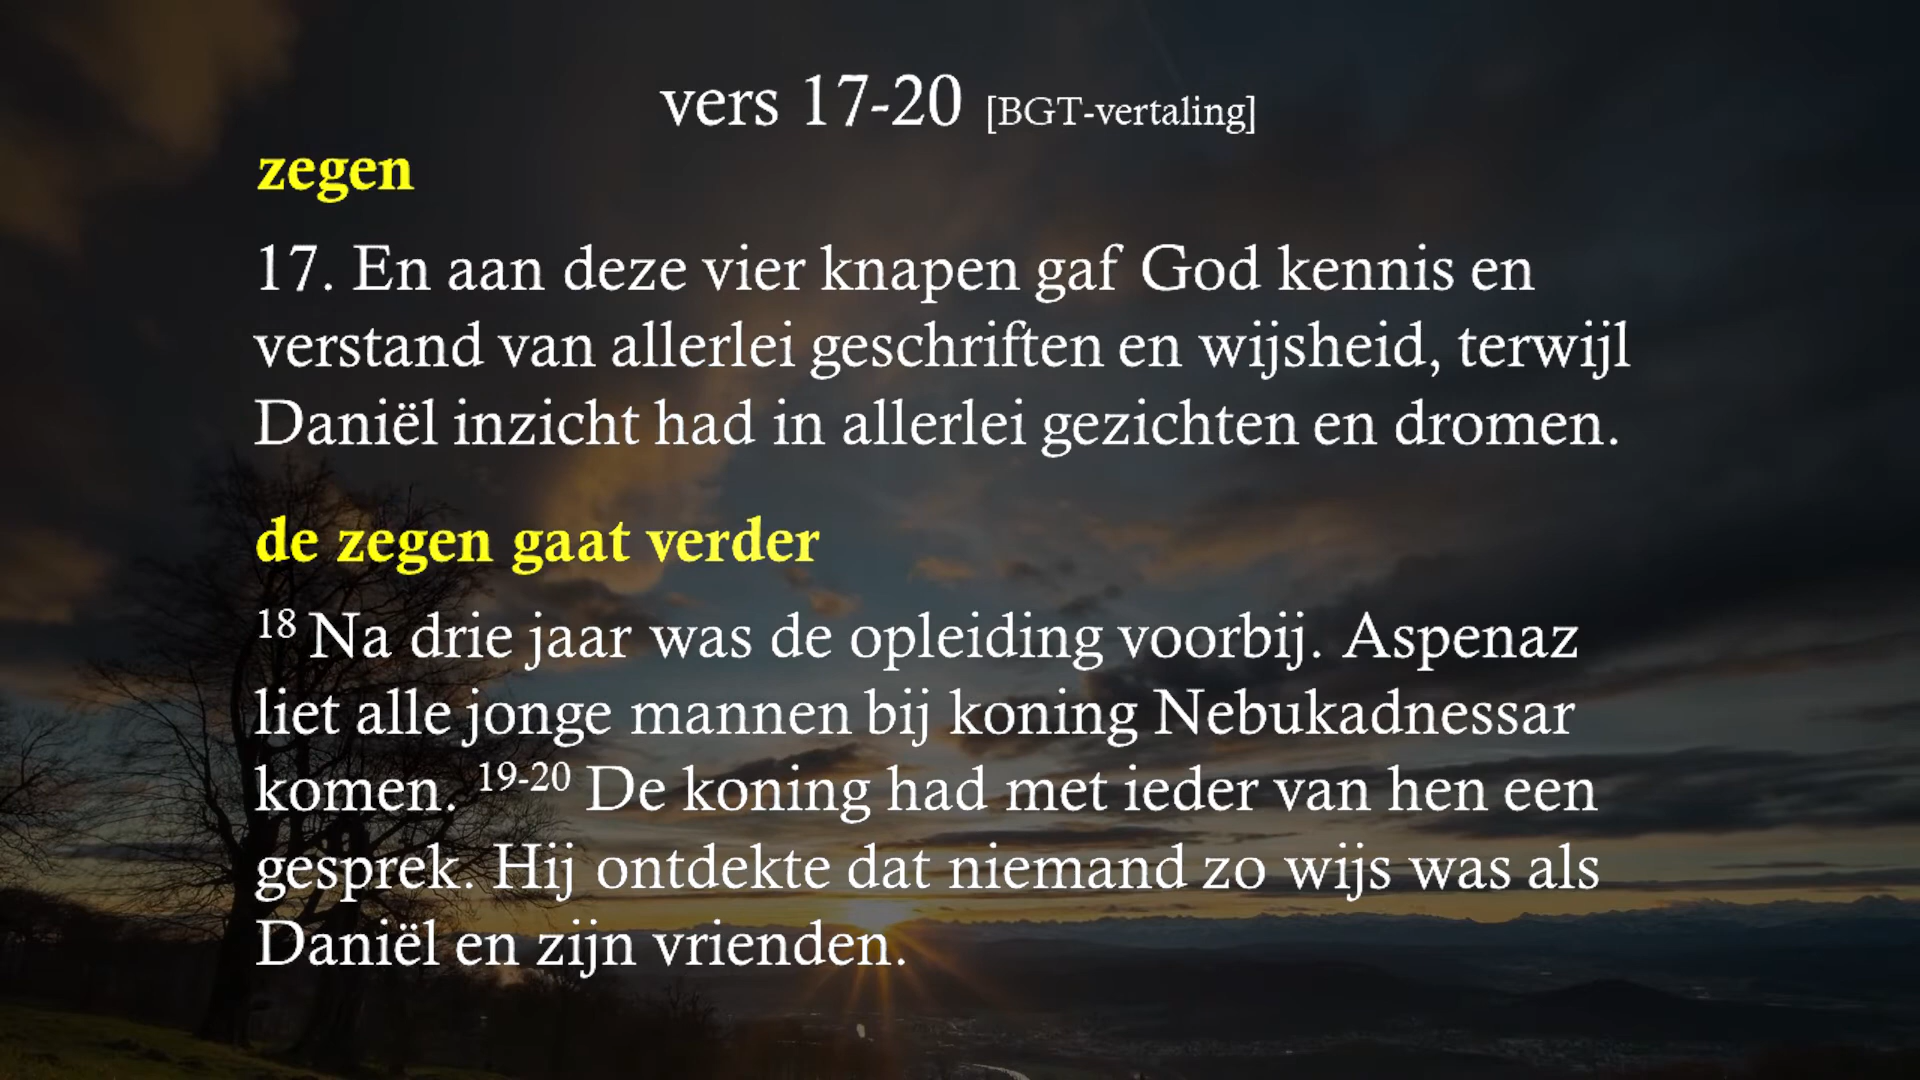 vers 17-20 [BGT-vertaling]
zegen
17. En aan deze vier knapen gaf God kennis en
verstand van allerlei geschriften en wijsheid, terwijl
Daniël inzicht had in allerlei gezichten en dromen.
de zegen gaat verder
18 Na drie jaar was de opleiding voorbij. Aspenaz
liet alle jonge mannen bij koning Nebukadnessar
komen. 19-20 De koning had met ieder van hen een
gesprek. Hij ontdekte dat niemand zo wijs was als
Daniël en zijn vrienden.